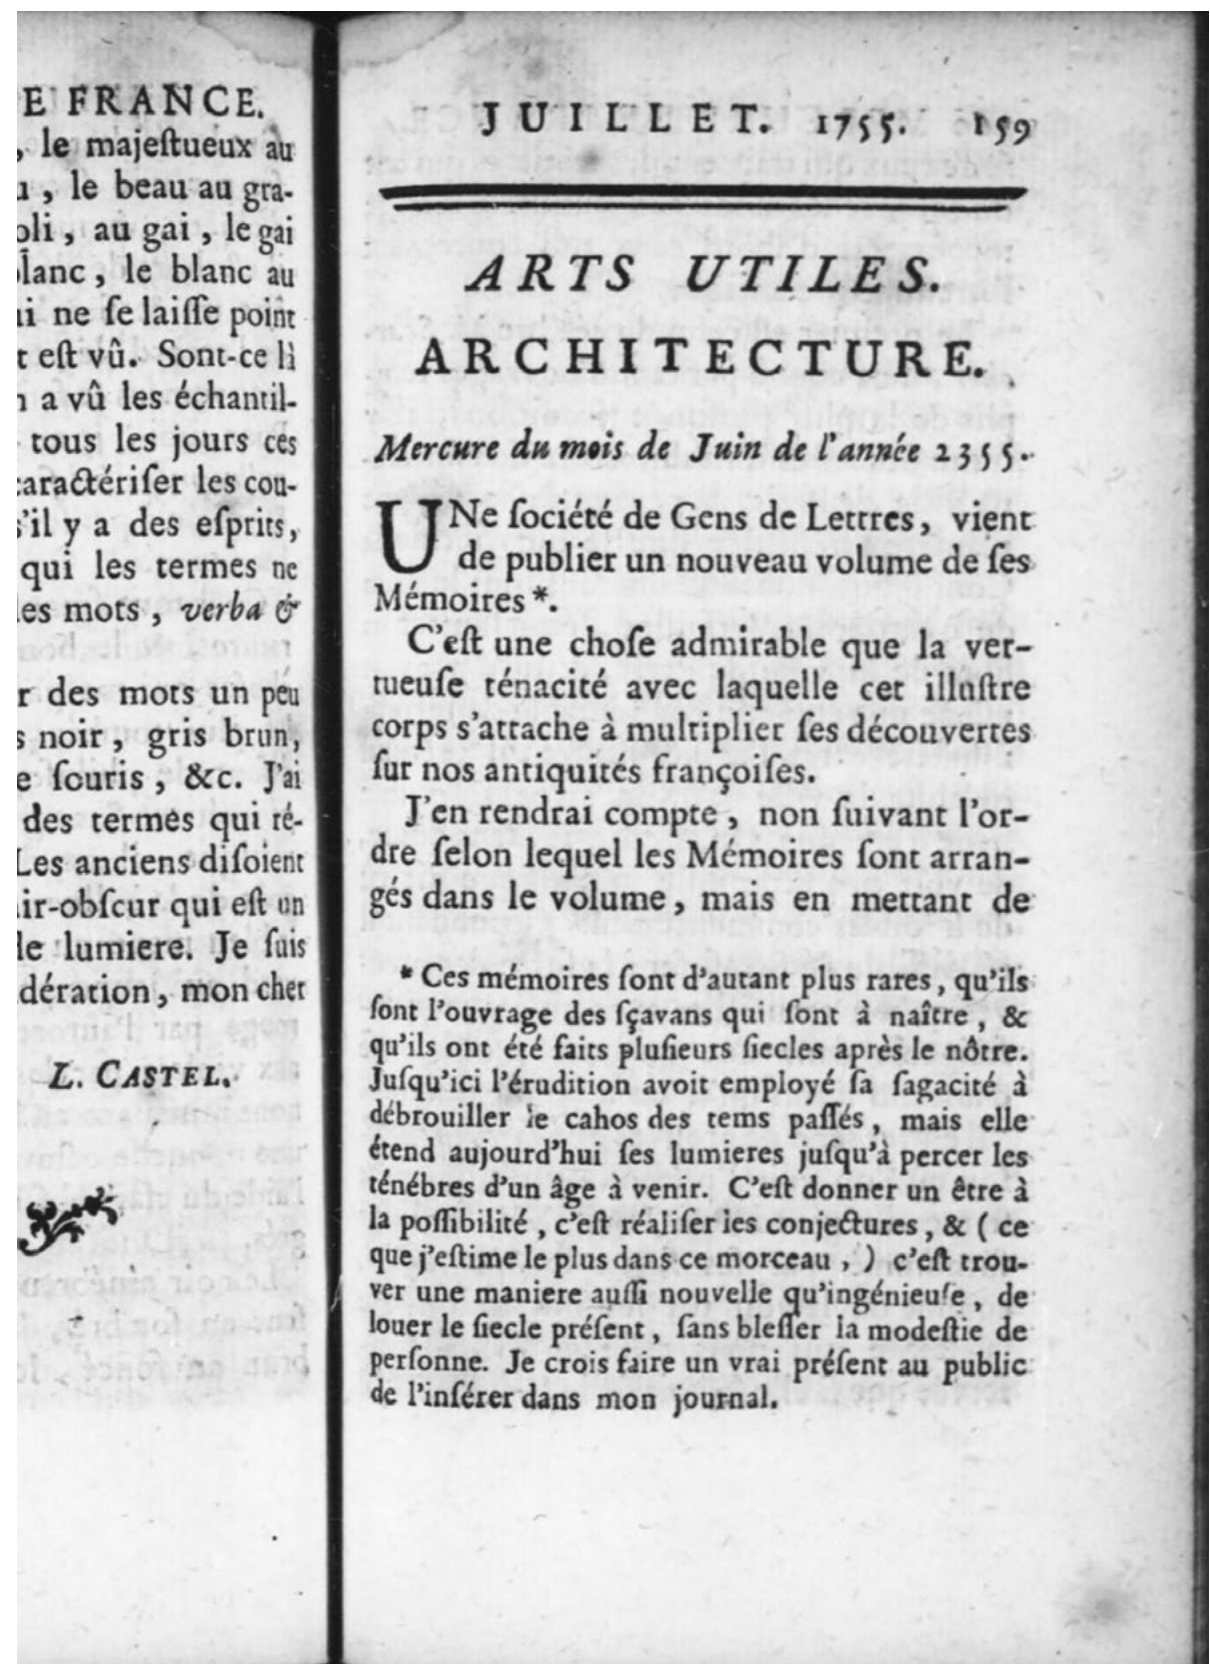 E FRANCE.
, le majeſtueux au
, le beau au gra-
oli, au gai, le gai
lanc, le blanc au
i ne ſe laiſſe point
t eſt vû. Sont-ce là
a vû les échantil-
tous les jours ces
caractériſer les cou-
s'il y a des eſprits,
qui les termes ne
les mots, verba &
r des mots un peu
s noir, gris brun,
e ſouris, &c. J'ai
des termes qui ré-
Les anciens diſoient
ir-obſcur qui eſt un
le lumiere. Je ſuis
dération, mon cher
L. CASTEL.
JUILLET. 1755. 159
ARTS UTILES.
ARCHITECTURE.
Mercure du mois de Juin de l'année 2355.
UNe ſociété de Gens de Lettres, vient
de publier un nouveau volume de ſes
Mémoires *.
C'eſt une choſe admirable que la ver-
tueuſe ténacité avec laquelle cet illuſtre
corps s'attache à multiplier ſes découvertes
ſur nos antiquités françoiſes.
J'en rendrai compte, non ſuivant l'or-
dre ſelon lequel les Mémoires ſont arran-
gés dans le volume, mais en mettant de
* Ces mémoires ſont d'autant plus rares, qu'ils
ſont l'ouvrage des ſçavans qui ſont à naître, &
qu'ils ont été faits pluſieurs ſiecles après le nôtre.
Juſqu'ici l'érudition avoit employé ſa ſagacité à
débrouiller le cahos des tems paſſés, mais elle
étend aujourd'hui ſes lumieres juſqu'à percer les
ténébres d'un âge à venir. C'eſt donner un être à
la poſſibilité, c'eſt réaliſer les conjectures, & ( ce
que j'eſtime le plus dans ce morceau, ) c'eſt trou-
ver une maniere auſſi nouvelle qu'ingénieuſe, de
louer le ſiecle préſent, ſans bleſſer la modeſtie de
perſonne. Je crois faire un vrai préſent au public
de l'inſérer dans mon journal.